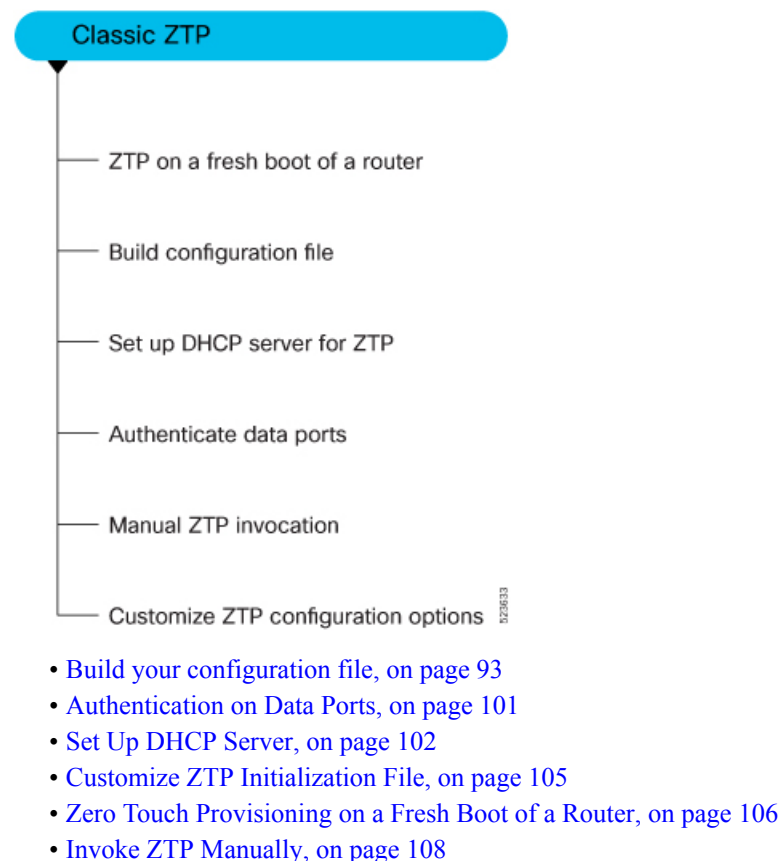 Classic ZTP
ZTP on a fresh boot of a router
Build configuration file
Set up DHCP server for ZTP
Authenticate data ports
Manual ZTP invocation
Customize ZTP configuration options
523633
• Build your configuration file, on page 93
• Authentication on Data Ports, on page 101
• Set Up DHCP Server, on page 102
• Customize ZTP Initialization File, on page 105
• Zero Touch Provisioning on a Fresh Boot of a Router, on page 106
• Invoke ZTP Manually, on page 108